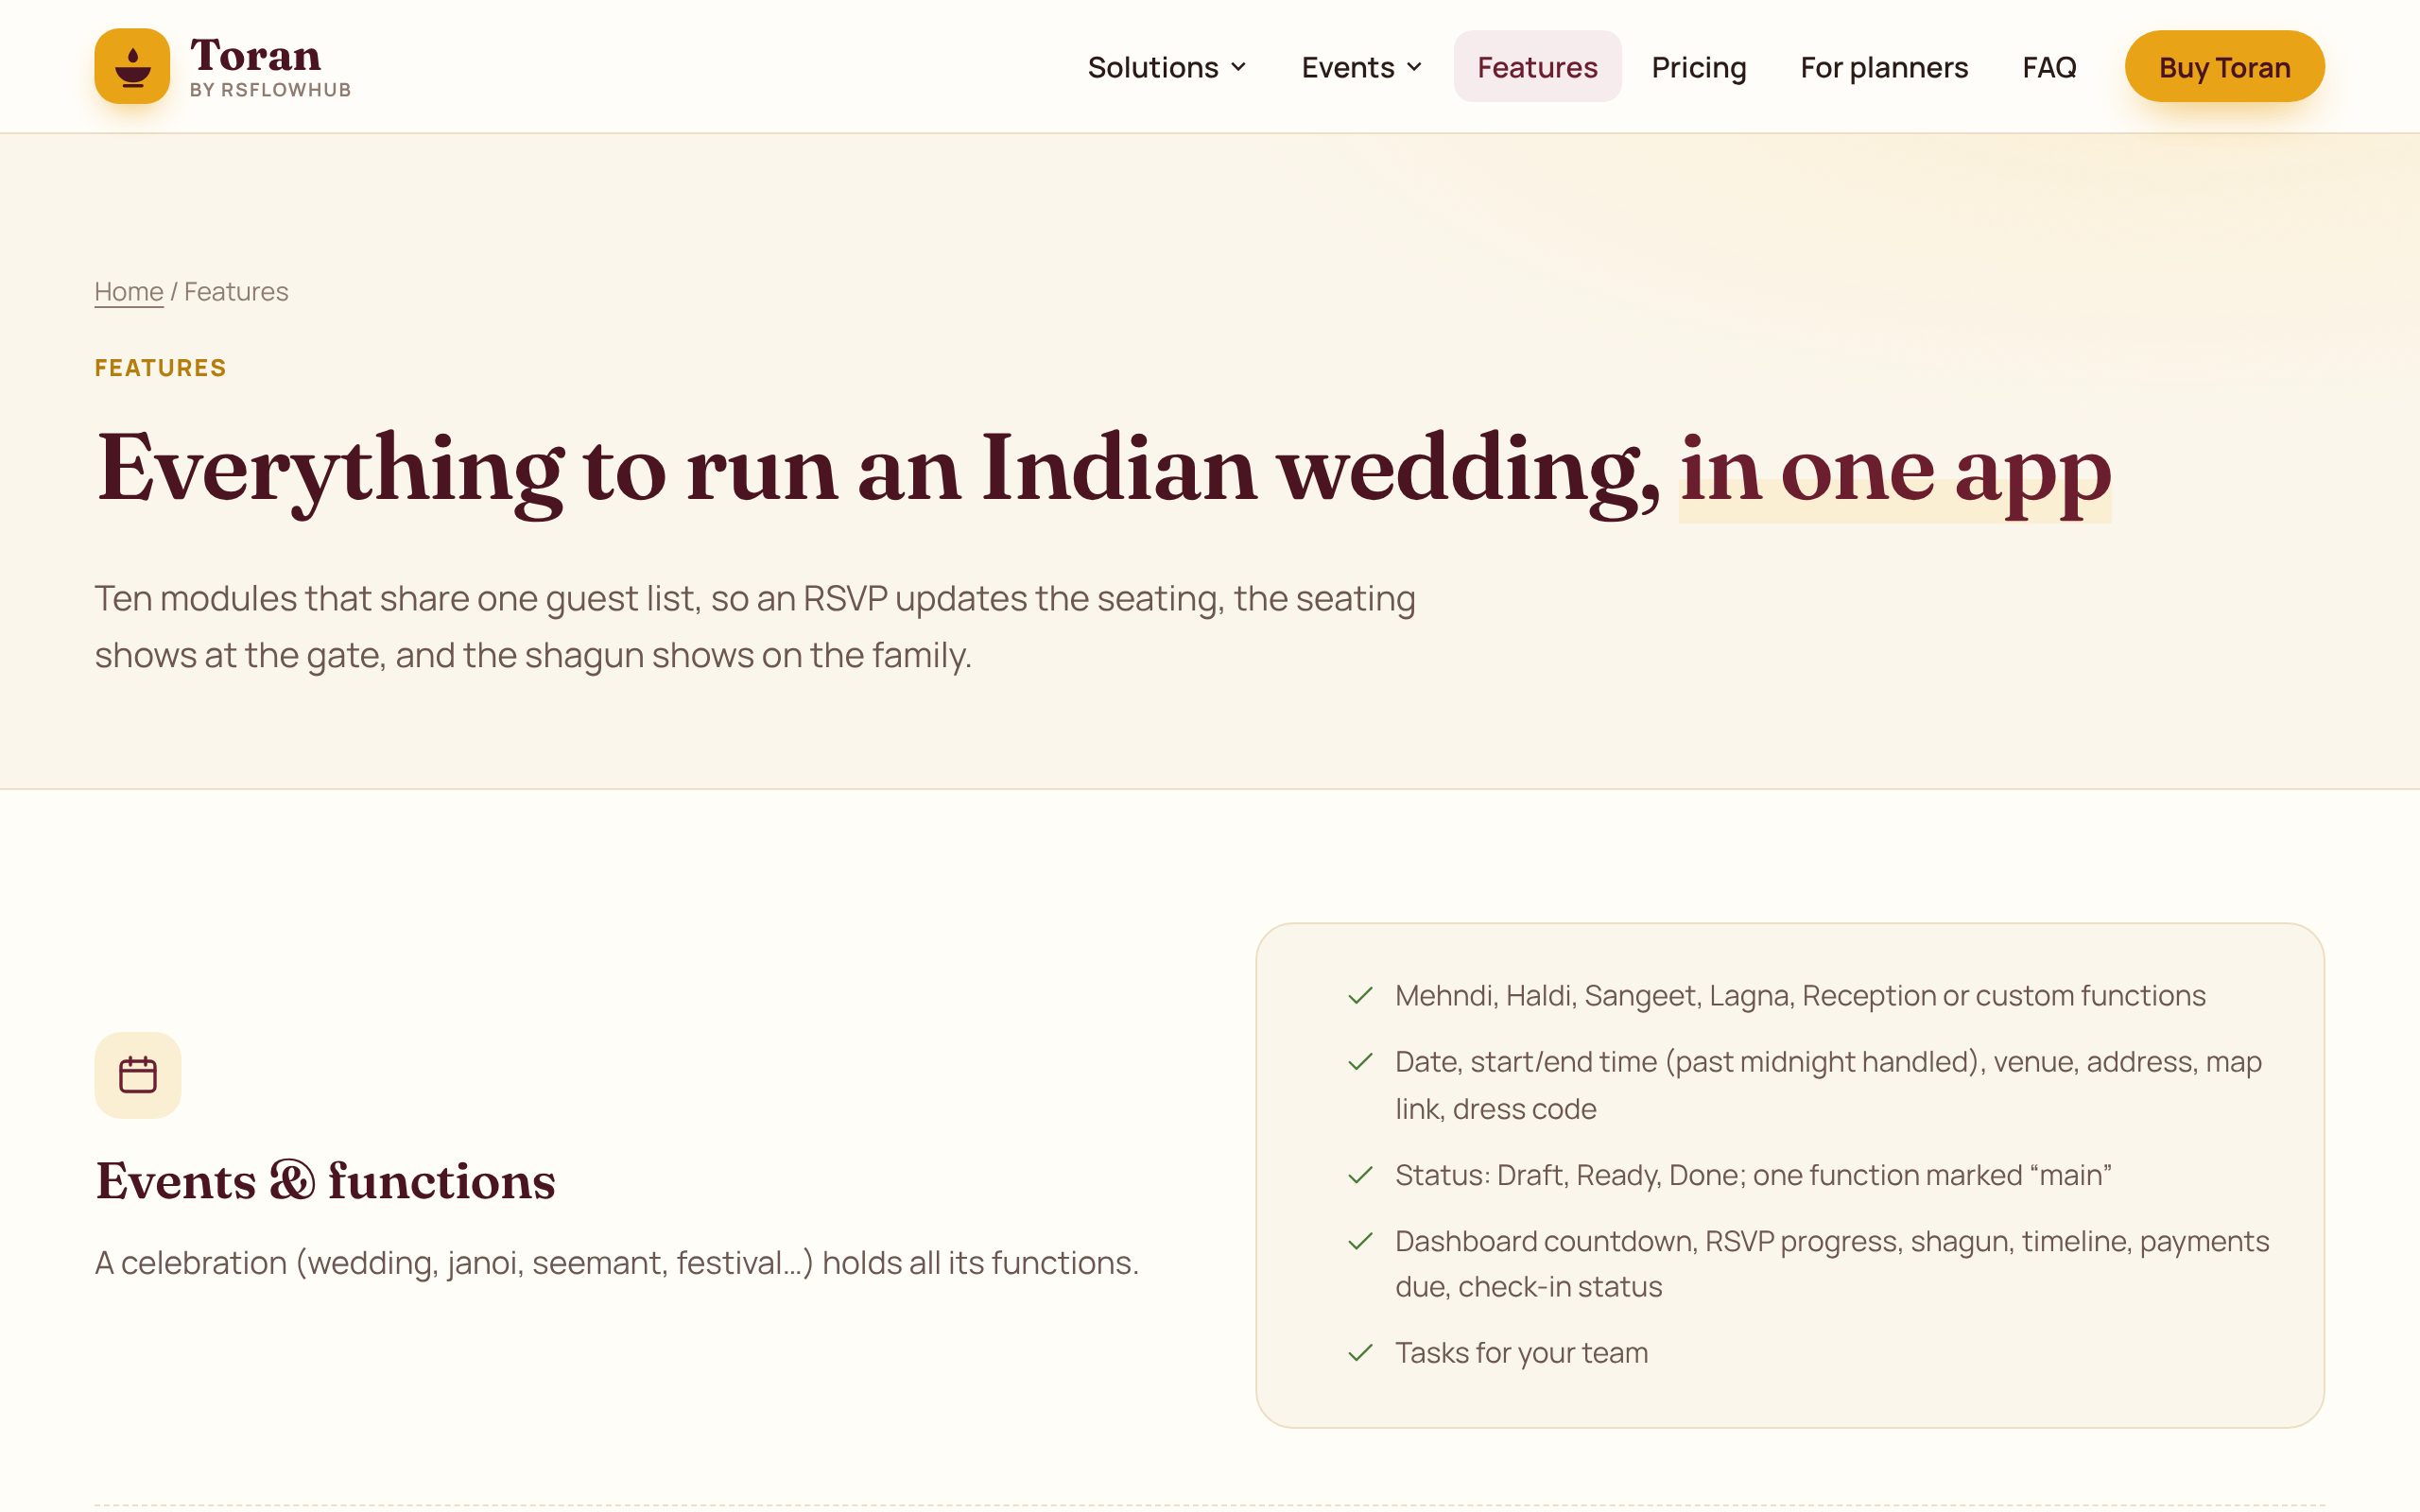 Toran
BY RSFLOWHUB
Solutions
Events
Features
Pricing
For planners
FAQ
Buy Toran
Home / Features
FEATURES
Everything to run an Indian wedding, in one app
Ten modules that share one guest list, so an RSVP updates the seating, the seating
shows at the gate, and the shagun shows on the family.
Events & functions
A celebration (wedding, janoi, seemant, festival…) holds all its functions.
Mehndi, Haldi, Sangeet, Lagna, Reception or custom functions
Date, start/end time (past midnight handled), venue, address, map
link, dress code
Status: Draft, Ready, Done; one function marked “main”
Dashboard countdown, RSVP progress, shagun, timeline, payments
due, check-in status
Tasks for your team